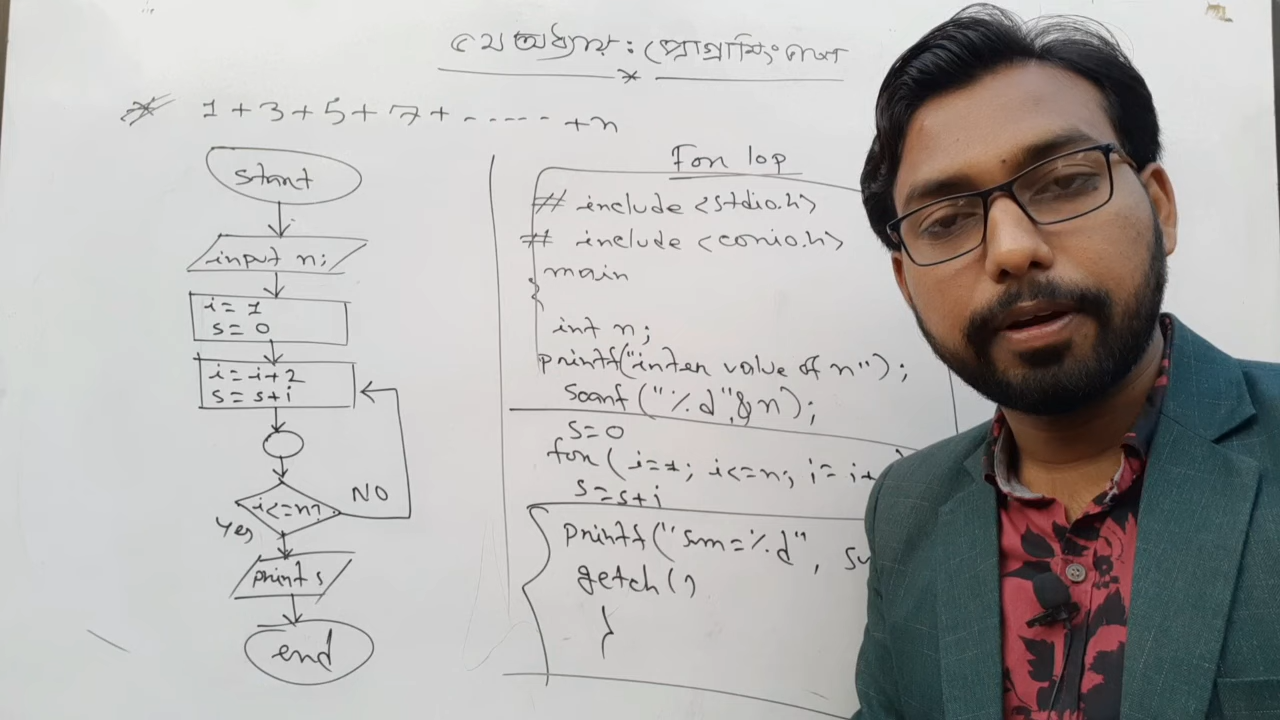 ৫ম অধ্যায়: প্রোগ্রামিং
1+3+5+7+ ----- +n
start
input n;
i= 1
s= 0
i= i+2
s= s+i
i<=n?
NO
Yes
print s
end
For lop
# include <stdio.h>
# include <conio.h>
main
{
int n;
printf("inter value of n");
scanf("%d",&n);
s=0
for( i=1; i<=n; i= i+
s=s+i
printf("sum=%d", su
getch()
}